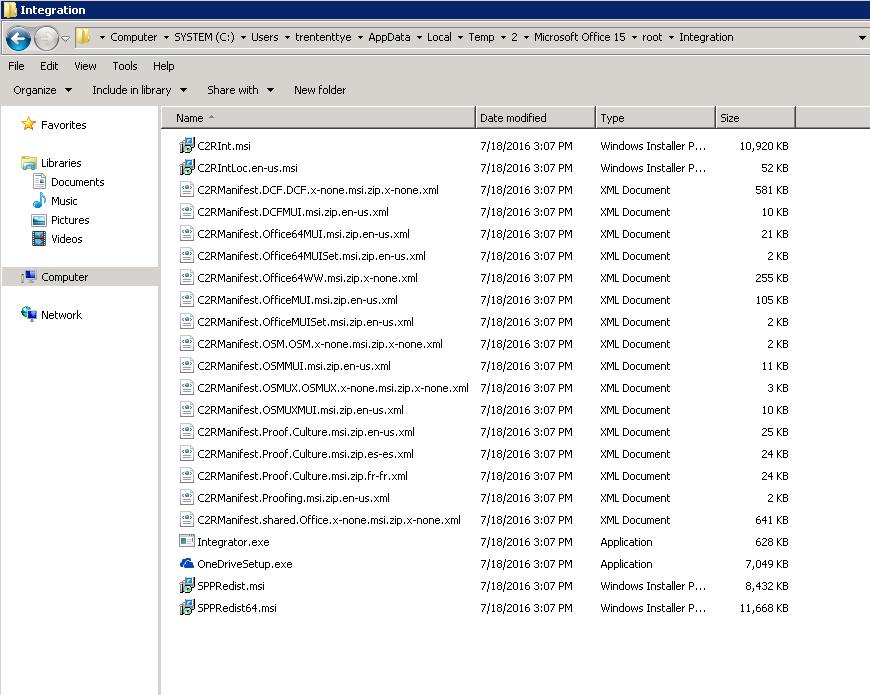 Integration
Computer SYSTEM (C:) Users trententtye AppData Local Temp 2 Microsoft Office 15 root Integration
File Edit View Tools Help
Organize Include in library Share with New folder
Favorites
Libraries
Documents
Music
Pictures
Videos
Computer
Network
Name Date modified Type Size
C2RInt.msi 7/18/2016 3:07 PM Windows Installer P... 10,920 KB
C2RIntLoc.en-us.msi 7/18/2016 3:07 PM Windows Installer P... 52 KB
C2RManifest.DCF.DCF.x-none.msi.zip.x-none.xml 7/18/2016 3:07 PM XML Document 581 KB
C2RManifest.DCFMUI.msi.zip.en-us.xml 7/18/2016 3:07 PM XML Document 10 KB
C2RManifest.Office64MUI.msi.zip.en-us.xml 7/18/2016 3:07 PM XML Document 21 KB
C2RManifest.Office64MUISet.msi.zip.en-us.xml 7/18/2016 3:07 PM XML Document 2 KB
C2RManifest.Office64WW.msi.zip.x-none.xml 7/18/2016 3:07 PM XML Document 255 KB
C2RManifest.OfficeMUI.msi.zip.en-us.xml 7/18/2016 3:07 PM XML Document 105 KB
C2RManifest.OfficeMUISet.msi.zip.en-us.xml 7/18/2016 3:07 PM XML Document 2 KB
C2RManifest.OSM.OSM.x-none.msi.zip.x-none.xml 7/18/2016 3:07 PM XML Document 2 KB
C2RManifest.OSMMUI.msi.zip.en-us.xml 7/18/2016 3:07 PM XML Document 11 KB
C2RManifest.OSMUX.OSMUX.x-none.msi.zip.x-none.xml 7/18/2016 3:07 PM XML Document 3 KB
C2RManifest.OSMUXMUI.msi.zip.en-us.xml 7/18/2016 3:07 PM XML Document 10 KB
C2RManifest.Proof.Culture.msi.zip.en-us.xml 7/18/2016 3:07 PM XML Document 25 KB
C2RManifest.Proof.Culture.msi.zip.es-es.xml 7/18/2016 3:07 PM XML Document 24 KB
C2RManifest.Proof.Culture.msi.zip.fr-fr.xml 7/18/2016 3:07 PM XML Document 24 KB
C2RManifest.Proofing.msi.zip.en-us.xml 7/18/2016 3:07 PM XML Document 2 KB
C2RManifest.shared.Office.x-none.msi.zip.x-none.xml 7/18/2016 3:07 PM XML Document 641 KB
Integrator.exe 7/18/2016 3:07 PM Application 628 KB
OneDriveSetup.exe 7/18/2016 3:07 PM Application 7,049 KB
SPPRedist.msi 7/18/2016 3:07 PM Windows Installer P... 8,432 KB
SPPRedist64.msi 7/18/2016 3:07 PM Windows Installer P... 11,668 KB